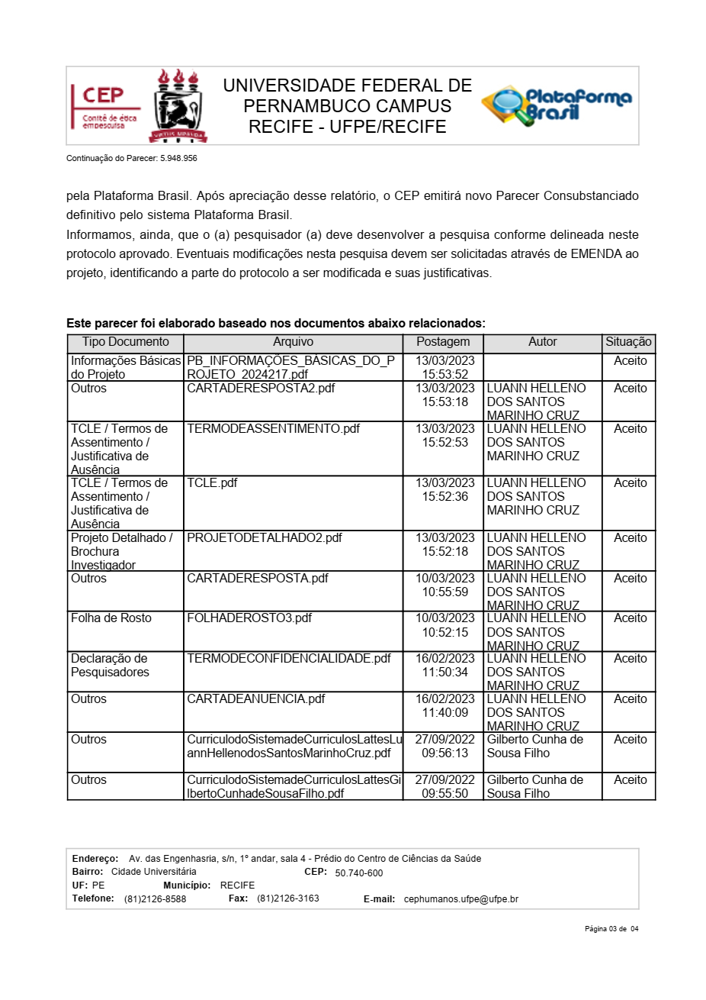 CEP
Comitê de ética
em pesquisa
VIRTUS IMPAVIDA
UNIVERSIDADE FEDERAL DE
PERNAMBUCO CAMPUS
RECIFE - UFPE/RECIFE
Plataforma
Brasil
Continuação do Parecer: 5.948.956
pela Plataforma Brasil. Após apreciação desse relatório, o CEP emitirá novo Parecer Consubstanciado
definitivo pelo sistema Plataforma Brasil.
Informamos, ainda, que o (a) pesquisador (a) deve desenvolver a pesquisa conforme delineada neste
protocolo aprovado. Eventuais modificações nesta pesquisa devem ser solicitadas através de EMENDA ao
projeto, identificando a parte do protocolo a ser modificada e suas justificativas.
Este parecer foi elaborado baseado nos documentos abaixo relacionados:
Tipo Documento Arquivo Postagem Autor Situação
Informações Básicas PB_INFORMAÇÕES_BÁSICAS_DO_P 13/03/2023 Aceito
do Projeto ROJETO_2024217.pdf 15:53:52
Outros CARTADERESPOSTA2.pdf 13/03/2023 LUANN HELLENO Aceito
15:53:18 DOS SANTOS
MARINHO CRUZ
TCLE / Termos de TERMODEASSENTIMENTO.pdf 13/03/2023 LUANN HELLENO Aceito
Assentimento / 15:52:53 DOS SANTOS
Justificativa de MARINHO CRUZ
Ausência
TCLE / Termos de TCLE.pdf 13/03/2023 LUANN HELLENO Aceito
Assentimento / 15:52:36 DOS SANTOS
Justificativa de MARINHO CRUZ
Ausência
Projeto Detalhado / PROJETODETALHADO2.pdf 13/03/2023 LUANN HELLENO Aceito
Brochura 15:52:18 DOS SANTOS
Investigador MARINHO CRUZ
Outros CARTADERESPOSTA.pdf 10/03/2023 LUANN HELLENO Aceito
10:55:59 DOS SANTOS
MARINHO CRUZ
Folha de Rosto FOLHADEROSTO3.pdf 10/03/2023 LUANN HELLENO Aceito
10:52:15 DOS SANTOS
MARINHO CRUZ
Declaração de TERMODECONFIDENCIALIDADE.pdf 16/02/2023 LUANN HELLENO Aceito
Pesquisadores 11:50:34 DOS SANTOS
MARINHO CRUZ
Outros CARTADEANUENCIA.pdf 16/02/2023 LUANN HELLENO Aceito
11:40:09 DOS SANTOS
MARINHO CRUZ
Outros CurriculodoSistemadeCurriculosLattesLu 27/09/2022 Gilberto Cunha de Aceito
annHellenodosSantosMarinhoCruz.pdf 09:56:13 Sousa Filho
Outros CurriculodoSistemadeCurriculosLattesGi 27/09/2022 Gilberto Cunha de Aceito
lbertoCunhadeSousaFilho.pdf 09:55:50 Sousa Filho
Endereço: Av. das Engenhasria, s/n, 1º andar, sala 4 - Prédio do Centro de Ciências da Saúde
Bairro: Cidade Universitária CEP: 50.740-600
UF: PE Município: RECIFE
Telefone: (81)2126-8588 Fax: (81)2126-3163 E-mail: cephumanos.ufpe@ufpe.br
Página 03 de 04